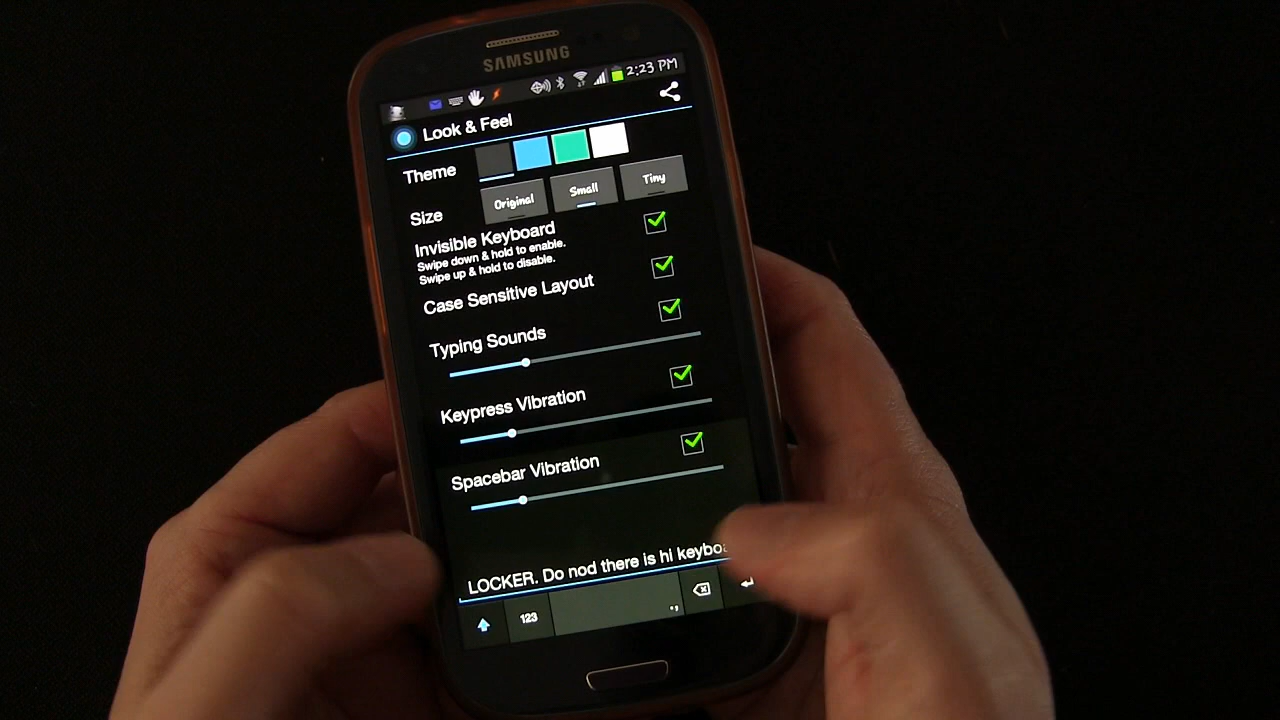 SAMSUNG
2:23 PM
Look & Feel
Theme
Size
Original
Small
Tiny
Invisible Keyboard
Swipe down & hold to enable.
Swipe up & hold to disable.
Case Sensitive Layout
Typing Sounds
Keypress Vibration
Spacebar Vibration
LOCKER. Do nod there is hi keyboa
123
.,